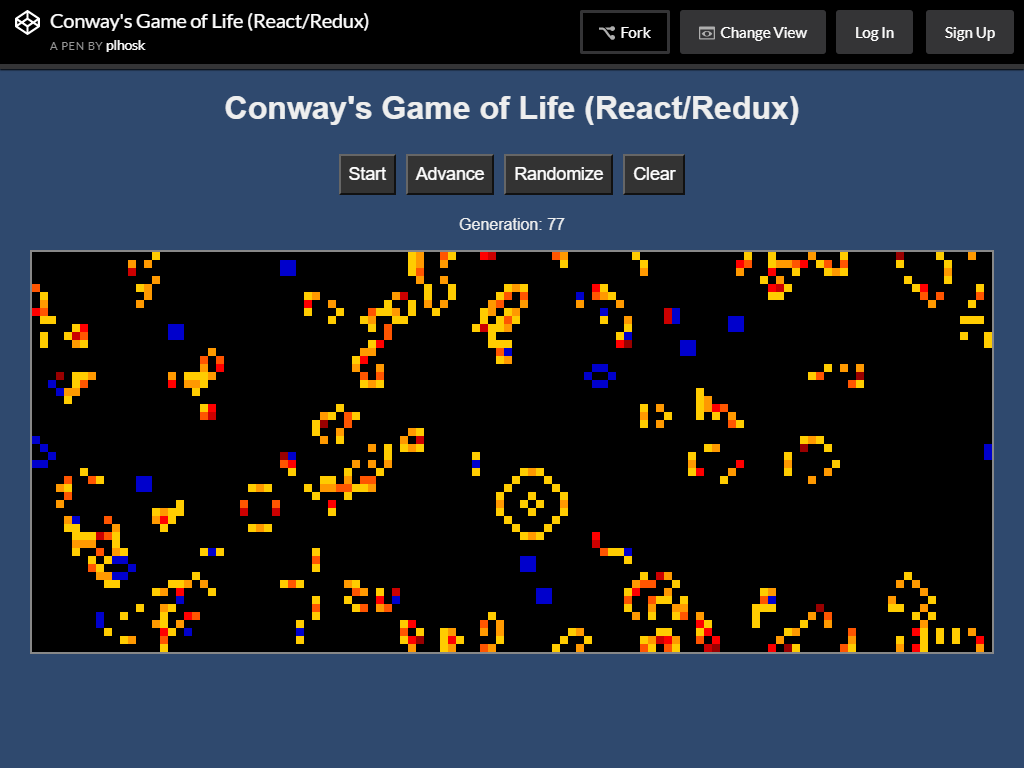 Conway's Game of Life (React/Redux)
A PEN BY plhosk
Fork
Change View
Log In
Sign Up
Conway's Game of Life (React/Redux)
Start
Advance
Randomize
Clear
Generation: 77